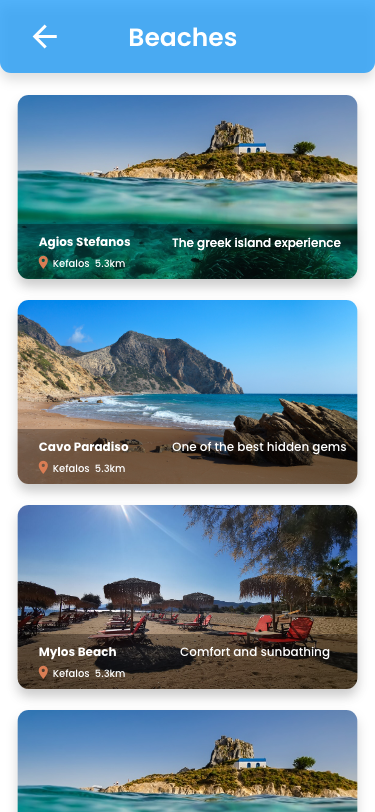 Beaches
Agios Stefanos
The greek island experience
Kefalos 5.3km
Cavo Paradiso
One of the best hidden gems
Kefalos 5.3km
Mylos Beach
Comfort and sunbathing
Kefalos 5.3km